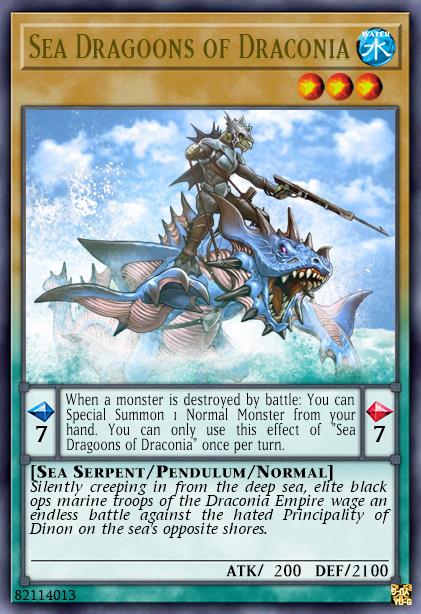 SEA DRAGOONS OF DRACONIA
WATER
水
When a monster is destroyed by battle: You can
Special Summon 1 Normal Monster from your
hand. You can only use this effect of "Sea
Dragoons of Draconia" once per turn.
7
7
[SEA SERPENT/PENDULUM/NORMAL]
Silently creeping in from the deep sea, elite black
ops marine troops of the Draconia Empire wage an
endless battle against the hated Principality of
Dinon on the sea's opposite shores.
ATK/ 200 DEF/2100
82114013